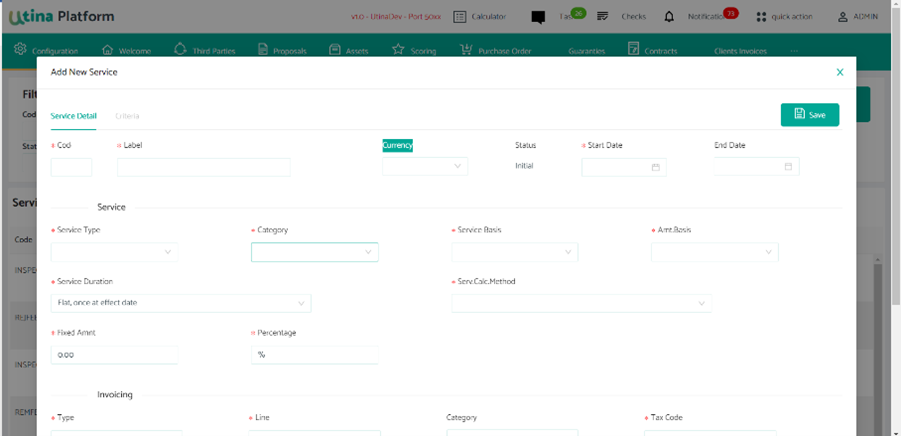 Utina Platform
v1.0 - UtinaDev - Port 50xx
Calculator
Tas
26
Checks
Notificatio
73
quick action
ADMIN
Configuration
Welcome
Third Parties
Proposals
Assets
Scoring
Purchase Order
Guaranties
Contracts
Clients Invoices
...
Add New Service
X
Filt
Cod
Stat
Servi
Code
INSPE
INSPE
REMFE
Service Detail
Criteria
Save
* Cod
* Label
Currency
Status
* Start Date
End Date
Initial
Service
* Service Type
* Category
* Service Basis
* Amt.Basis
* Service Duration
* Serv.Calc.Method
Flat, once at effect date
* Fixed Amnt
* Percentage
0.00
%
Invoicing
* Type
* Line
Category
* Tax Code